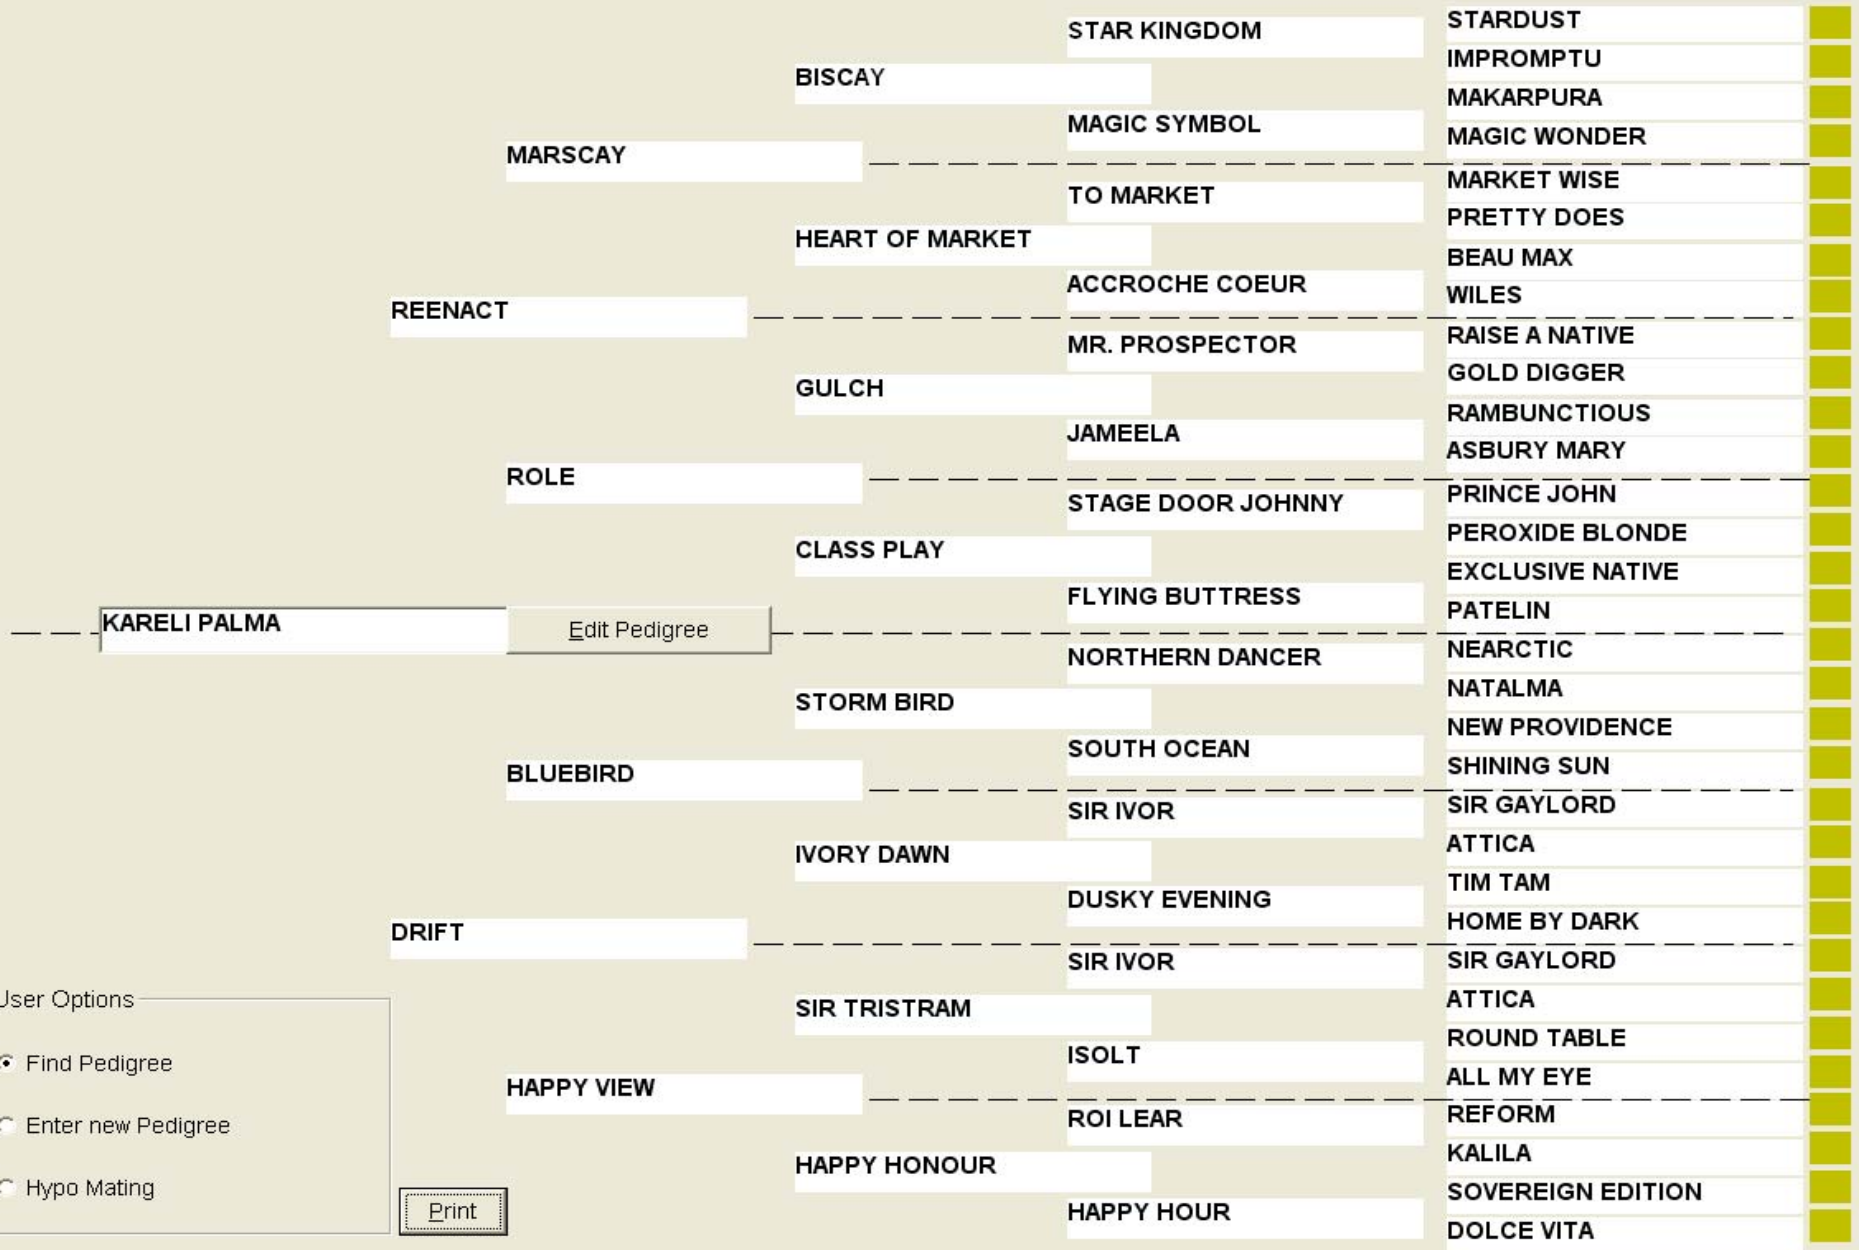 STARDUST
STAR KINGDOM
IMPROMPTU
BISCAY
MAKARPURA
MAGIC SYMBOL
MAGIC WONDER
MARSCAY
MARKET WISE
TO MARKET
PRETTY DOES
HEART OF MARKET
BEAU MAX
ACCROCHE COEUR
WILES
REENACT
RAISE A NATIVE
MR. PROSPECTOR
GOLD DIGGER
GULCH
RAMBUNCTIOUS
JAMEELA
ASBURY MARY
ROLE
PRINCE JOHN
STAGE DOOR JOHNNY
PEROXIDE BLONDE
CLASS PLAY
EXCLUSIVE NATIVE
FLYING BUTTRESS
PATELIN
KARELI PALMA
Edit Pedigree
NEARCTIC
NORTHERN DANCER
NATALMA
STORM BIRD
NEW PROVIDENCE
SOUTH OCEAN
SHINING SUN
BLUEBIRD
SIR GAYLORD
SIR IVOR
ATTICA
IVORY DAWN
TIM TAM
DUSKY EVENING
HOME BY DARK
DRIFT
SIR GAYLORD
SIR IVOR
ATTICA
SIR TRISTRAM
ROUND TABLE
ISOLT
ALL MY EYE
HAPPY VIEW
REFORM
ROI LEAR
KALILA
HAPPY HONOUR
SOVEREIGN EDITION
HAPPY HOUR
DOLCE VITA
User Options
Find Pedigree
Enter new Pedigree
Hypo Mating
Print